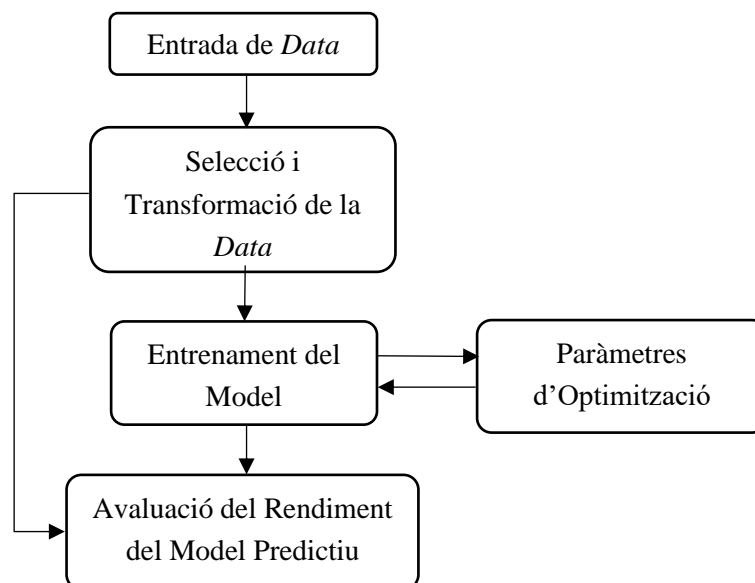 Entrada de Data
Selecció i
Transformació de la
Data
Entrenament del
Model
Paràmetres
d’Optimització
Avaluació del Rendiment
del Model Predictiu